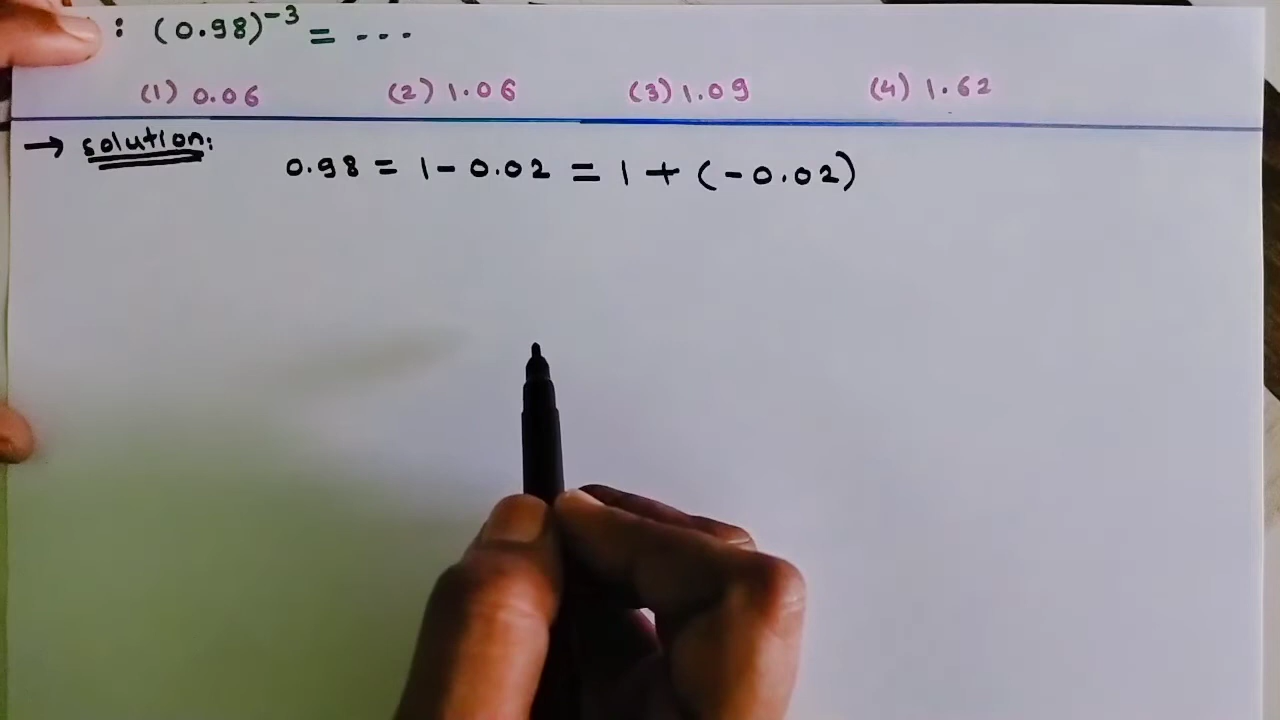 : (0.98)⁻³ = ...
(1) 0.06 (2) 1.06 (3) 1.09 (4) 1.62
→ solution:
0.98 = 1 - 0.02 = 1 + (-0.02)